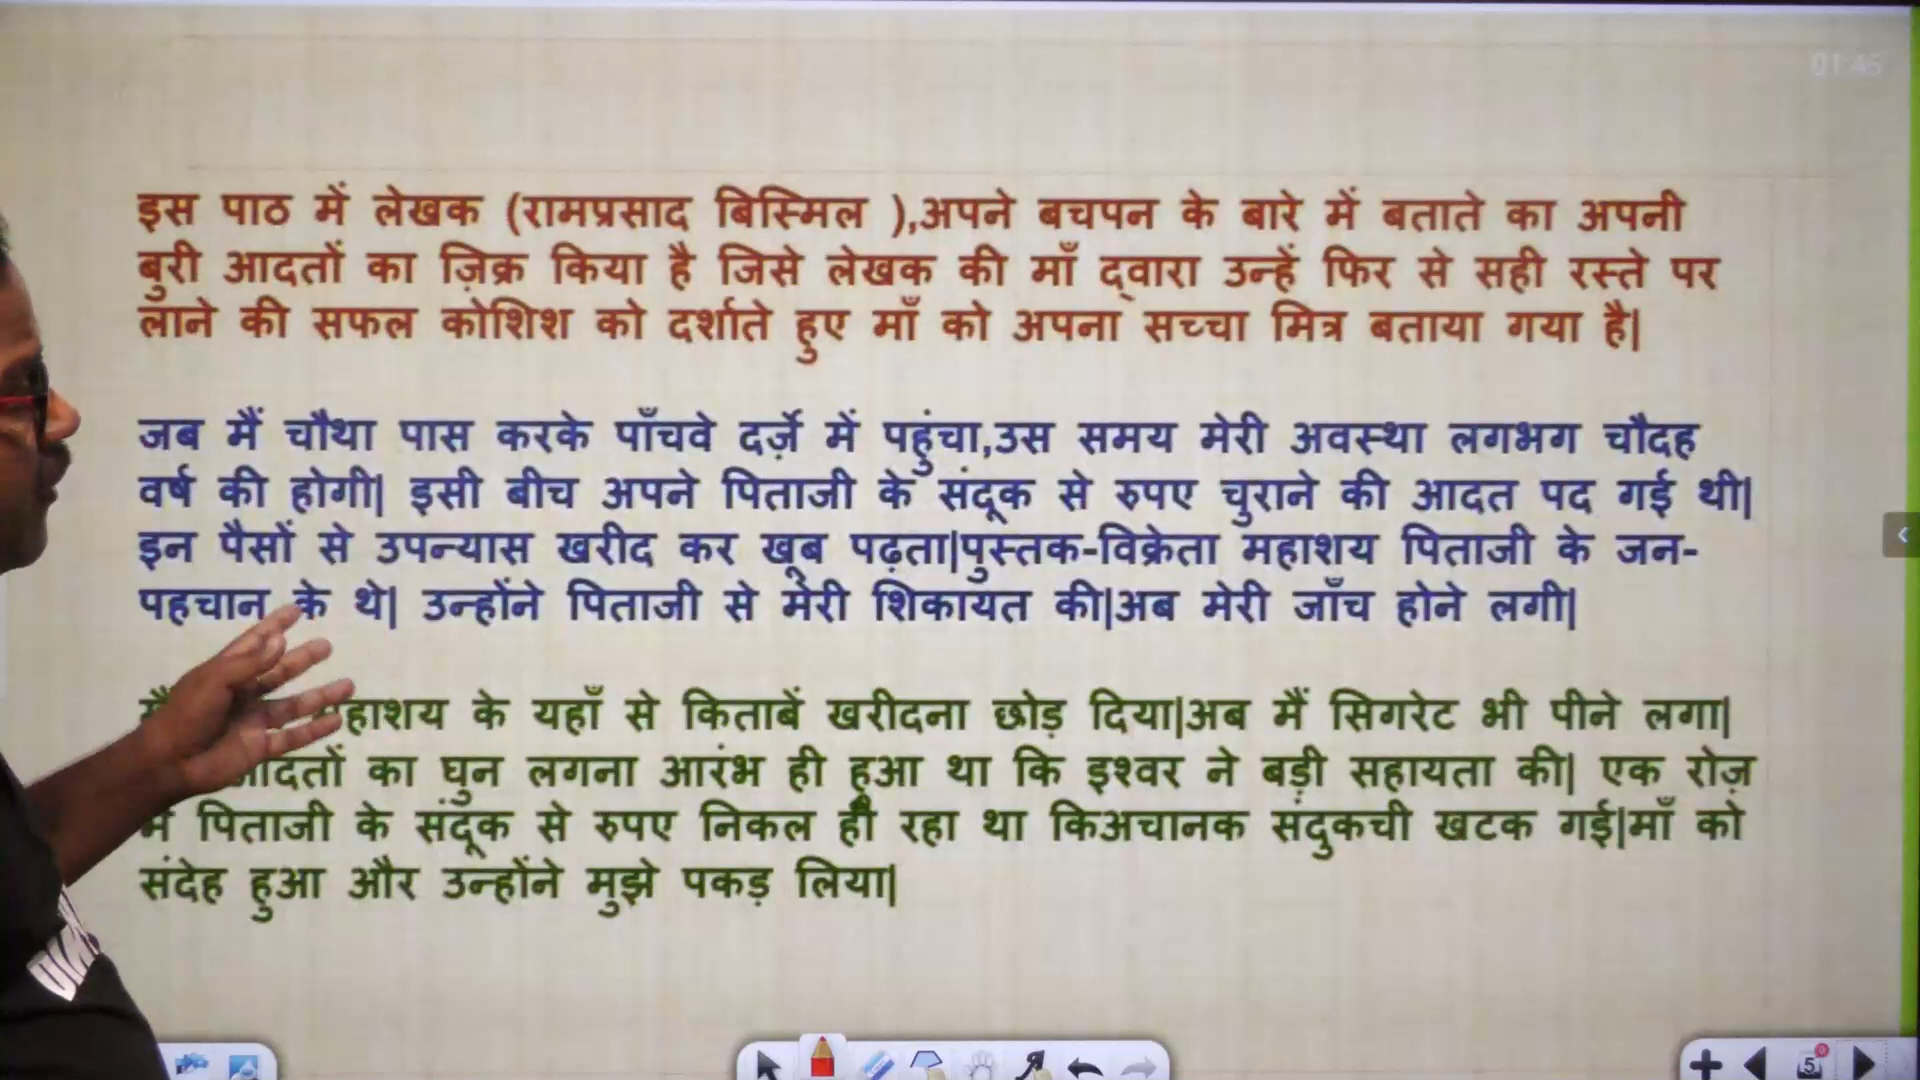 01:45
इस पाठ में लेखक (रामप्रसाद बिस्मिल ),अपने बचपन के बारे में बताते का अपनी
बुरी आदतों का ज़िक्र किया है जिसे लेखक की माँ द्वारा उन्हें फिर से सही रस्ते पर
लाने की सफल कोशिश को दर्शाते हुए माँ को अपना सच्चा मित्र बताया गया है|
जब मैं चौथा पास करके पाँचवे दर्ज़े में पहुंचा,उस समय मेरी अवस्था लगभग चौदह
वर्ष की होगी| इसी बीच अपने पिताजी के संदूक से रुपए चुराने की आदत पद गई थी|
इन पैसों से उपन्यास खरीद कर खूब पढ़ता|पुस्तक-विक्रेता महाशय पिताजी के जन-
पहचान के थे| उन्होंने पिताजी से मेरी शिकायत की|अब मेरी जाँच होने लगी|
के यहाँ से किताबें खरीदना छोड़ दिया|अब मैं सिगरेट भी पीने लगा|
का घुन लगना आरंभ ही हुआ था कि इश्वर ने बड़ी सहायता की| एक रोज़
पिताजी के संदूक से रुपए निकल ही रहा था किअचानक संदुकची खटक गई|माँ को
संदेह हुआ और उन्होंने मुझे पकड़ लिया|
5